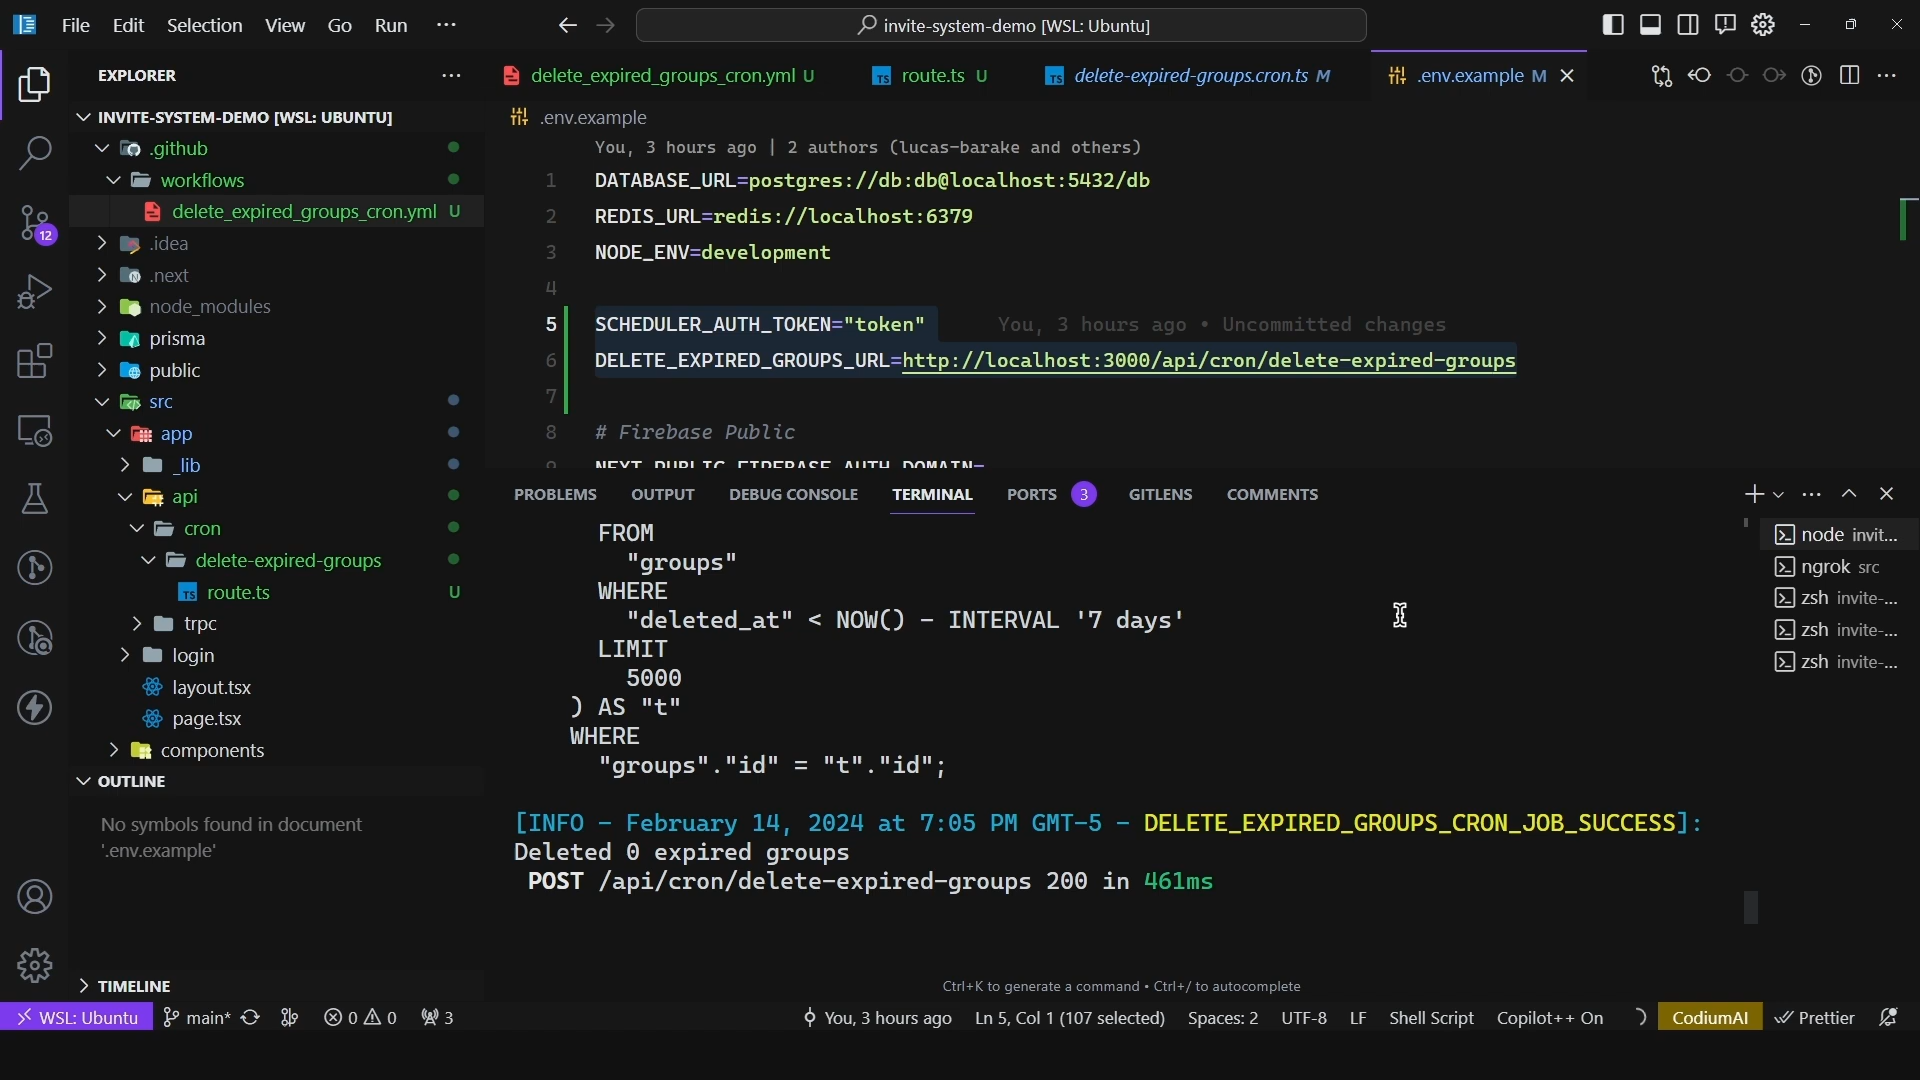 File Edit Selection View Go Run ···
invite-system-demo [WSL: Ubuntu]
EXPLORER ···
delete_expired_groups_cron.yml U
TS route.ts U
TS delete-expired-groups.cron.ts M
.env.example M
INVITE-SYSTEM-DEMO [WSL: UBUNTU]
.github
workflows
delete_expired_groups_cron.yml U
.idea
.next
node_modules
prisma
public
src
app
_lib
api
cron
delete-expired-groups
TS route.ts U
trpc
login
layout.tsx
page.tsx
components
OUTLINE
No symbols found in document
'.env.example'
TIMELINE
12
.env.example
You, 3 hours ago | 2 authors (lucas-barake and others)
1 DATABASE_URL=postgres://db:db@localhost:5432/db
2 REDIS_URL=redis://localhost:6379
3 NODE_ENV=development
4
5 SCHEDULER_AUTH_TOKEN="token" You, 3 hours ago • Uncommitted changes
6 DELETE_EXPIRED_GROUPS_URL=http://localhost:3000/api/cron/delete-expired-groups
7
8 # Firebase Public
9 NEXT_PUBLIC_FIREBASE_AUTH_DOMAIN=
PROBLEMS OUTPUT DEBUG CONSOLE TERMINAL PORTS 3 GITLENS COMMENTS
FROM
"groups"
WHERE
"deleted_at" < NOW() - INTERVAL '7 days'
LIMIT
5000
) AS "t"
WHERE
"groups"."id" = "t"."id";
[INFO - February 14, 2024 at 7:05 PM GMT-5 - DELETE_EXPIRED_GROUPS_CRON_JOB_SUCCESS]:
Deleted 0 expired groups
POST /api/cron/delete-expired-groups 200 in 461ms
node invit...
ngrok src
zsh invite-...
zsh invite-...
zsh invite-...
Ctrl+K to generate a command • Ctrl+/ to autocomplete
WSL: Ubuntu main* 0 0 3 You, 3 hours ago Ln 5, Col 1 (107 selected) Spaces: 2 UTF-8 LF Shell Script Copilot++ On CodiumAI Prettier